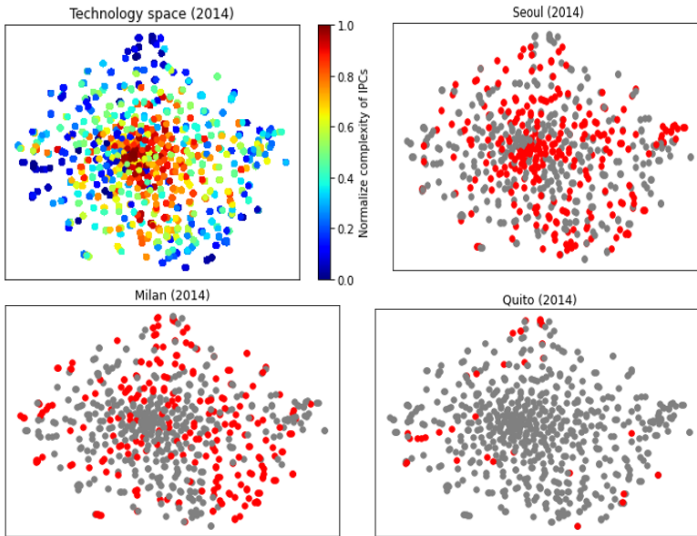 Technology space (2014)
Seoul (2014)
1.0
0.8
0.6
0.4
0.2
0.0
Normalize complexity of IPCs
Milan (2014)
Quito (2014)